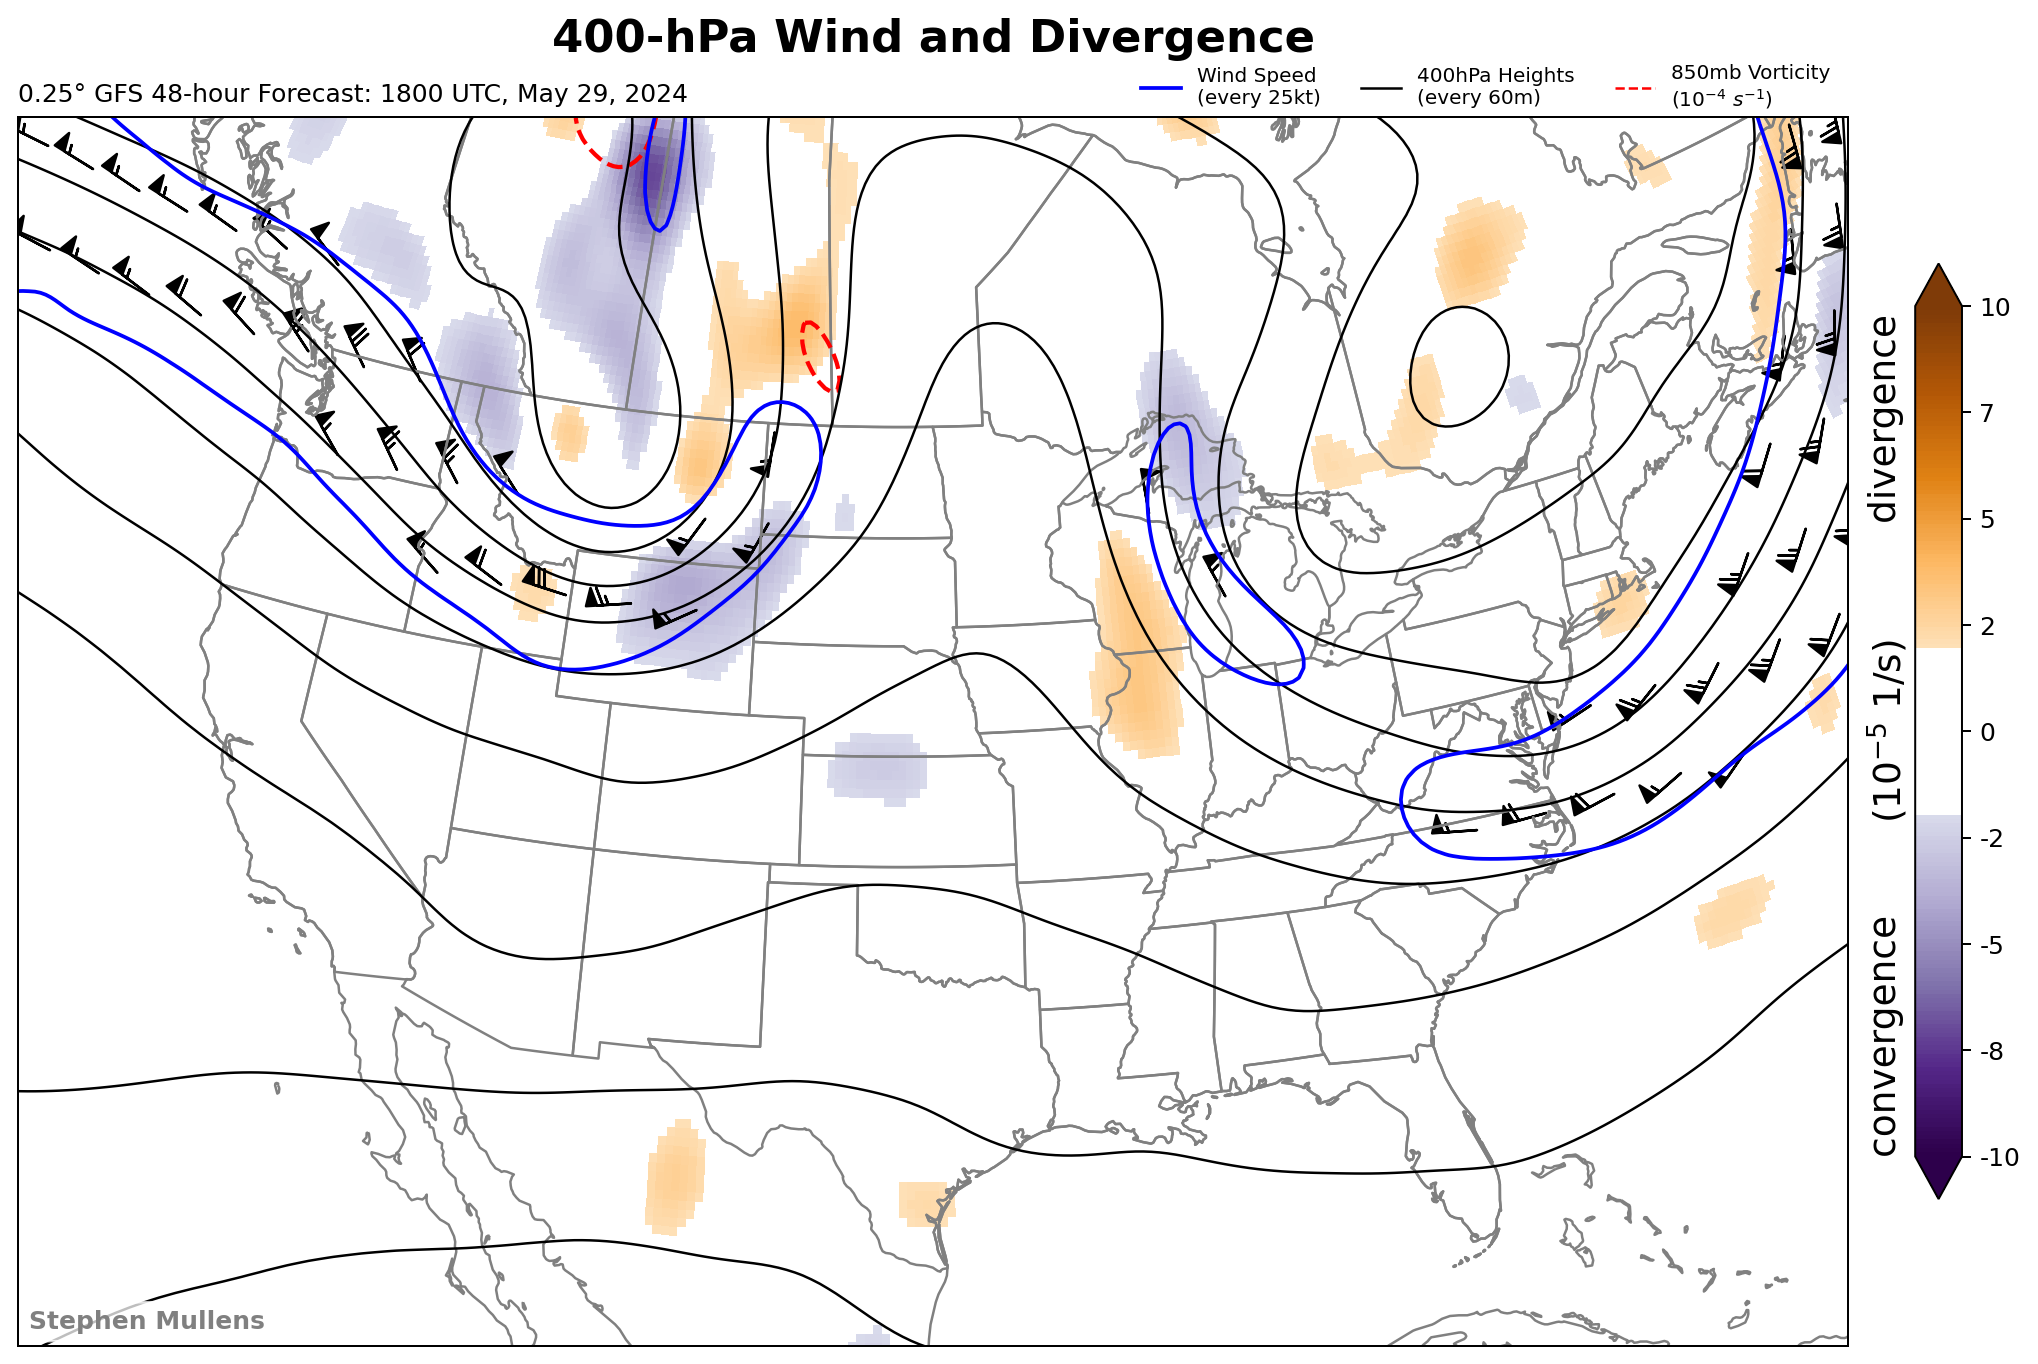 400-hPa Wind and Divergence
0.25° GFS 48-hour Forecast: 1800 UTC, May 29, 2024
Wind Speed
(every 25kt)
400hPa Heights
(every 60m)
850mb Vorticity
(10⁻⁴ s⁻¹)
10
7
5
2
0
-2
-5
-8
-10
convergence (10⁻⁵ 1/s) divergence
Stephen Mullens